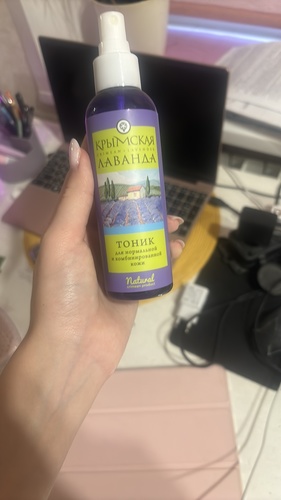 КРЫМСКАЯ
ЛАВАНДА
ТОНИК
для нормальной
и комбинированной
кожи
Natural